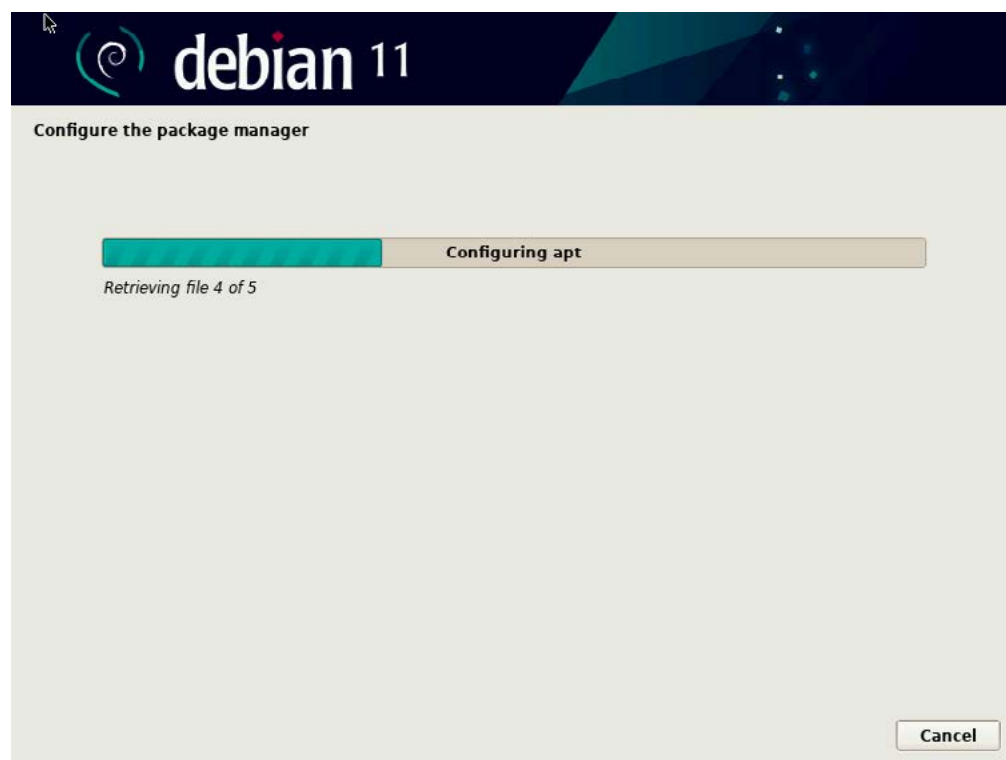 debian 11
Configure the package manager
Configuring apt
Retrieving file 4 of 5
Cancel